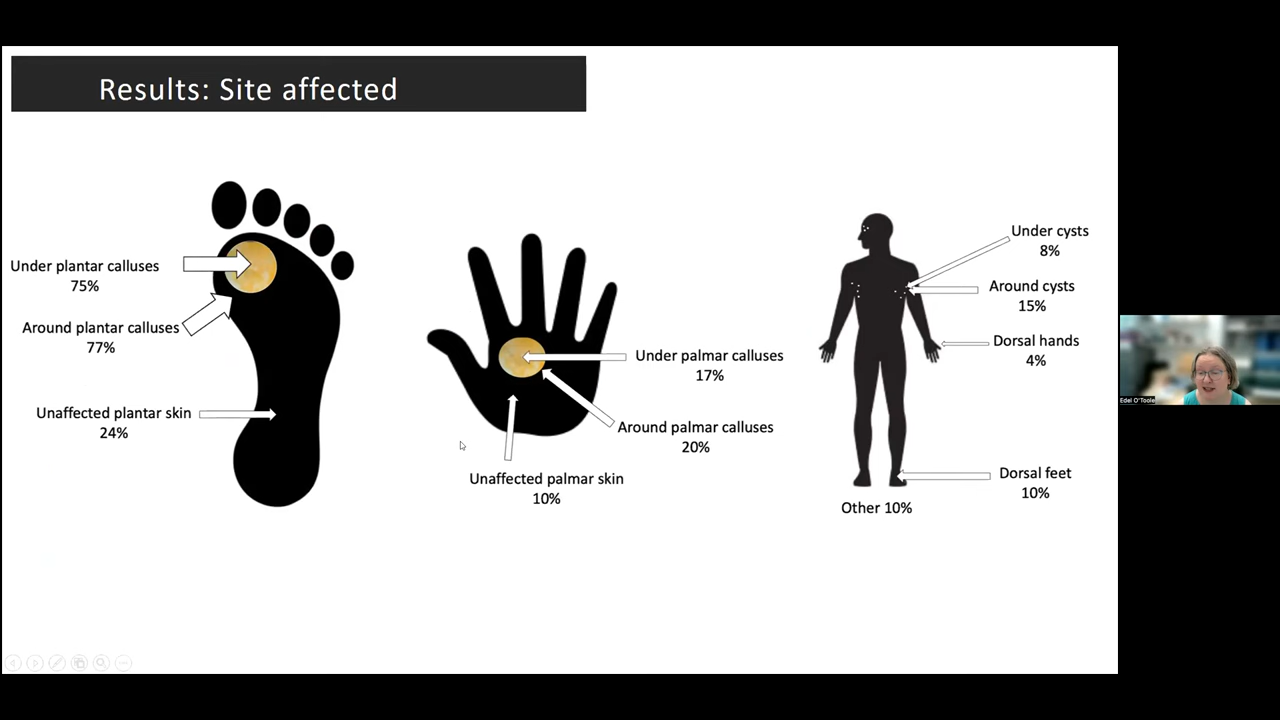 Results: Site affected
Under plantar calluses
75%
Around plantar calluses
77%
Unaffected plantar skin
24%
Under palmar calluses
17%
Around palmar calluses
20%
Unaffected palmar skin
10%
Under cysts
8%
Around cysts
15%
Dorsal hands
4%
Dorsal feet
10%
Other 10%
Edel O'Toole